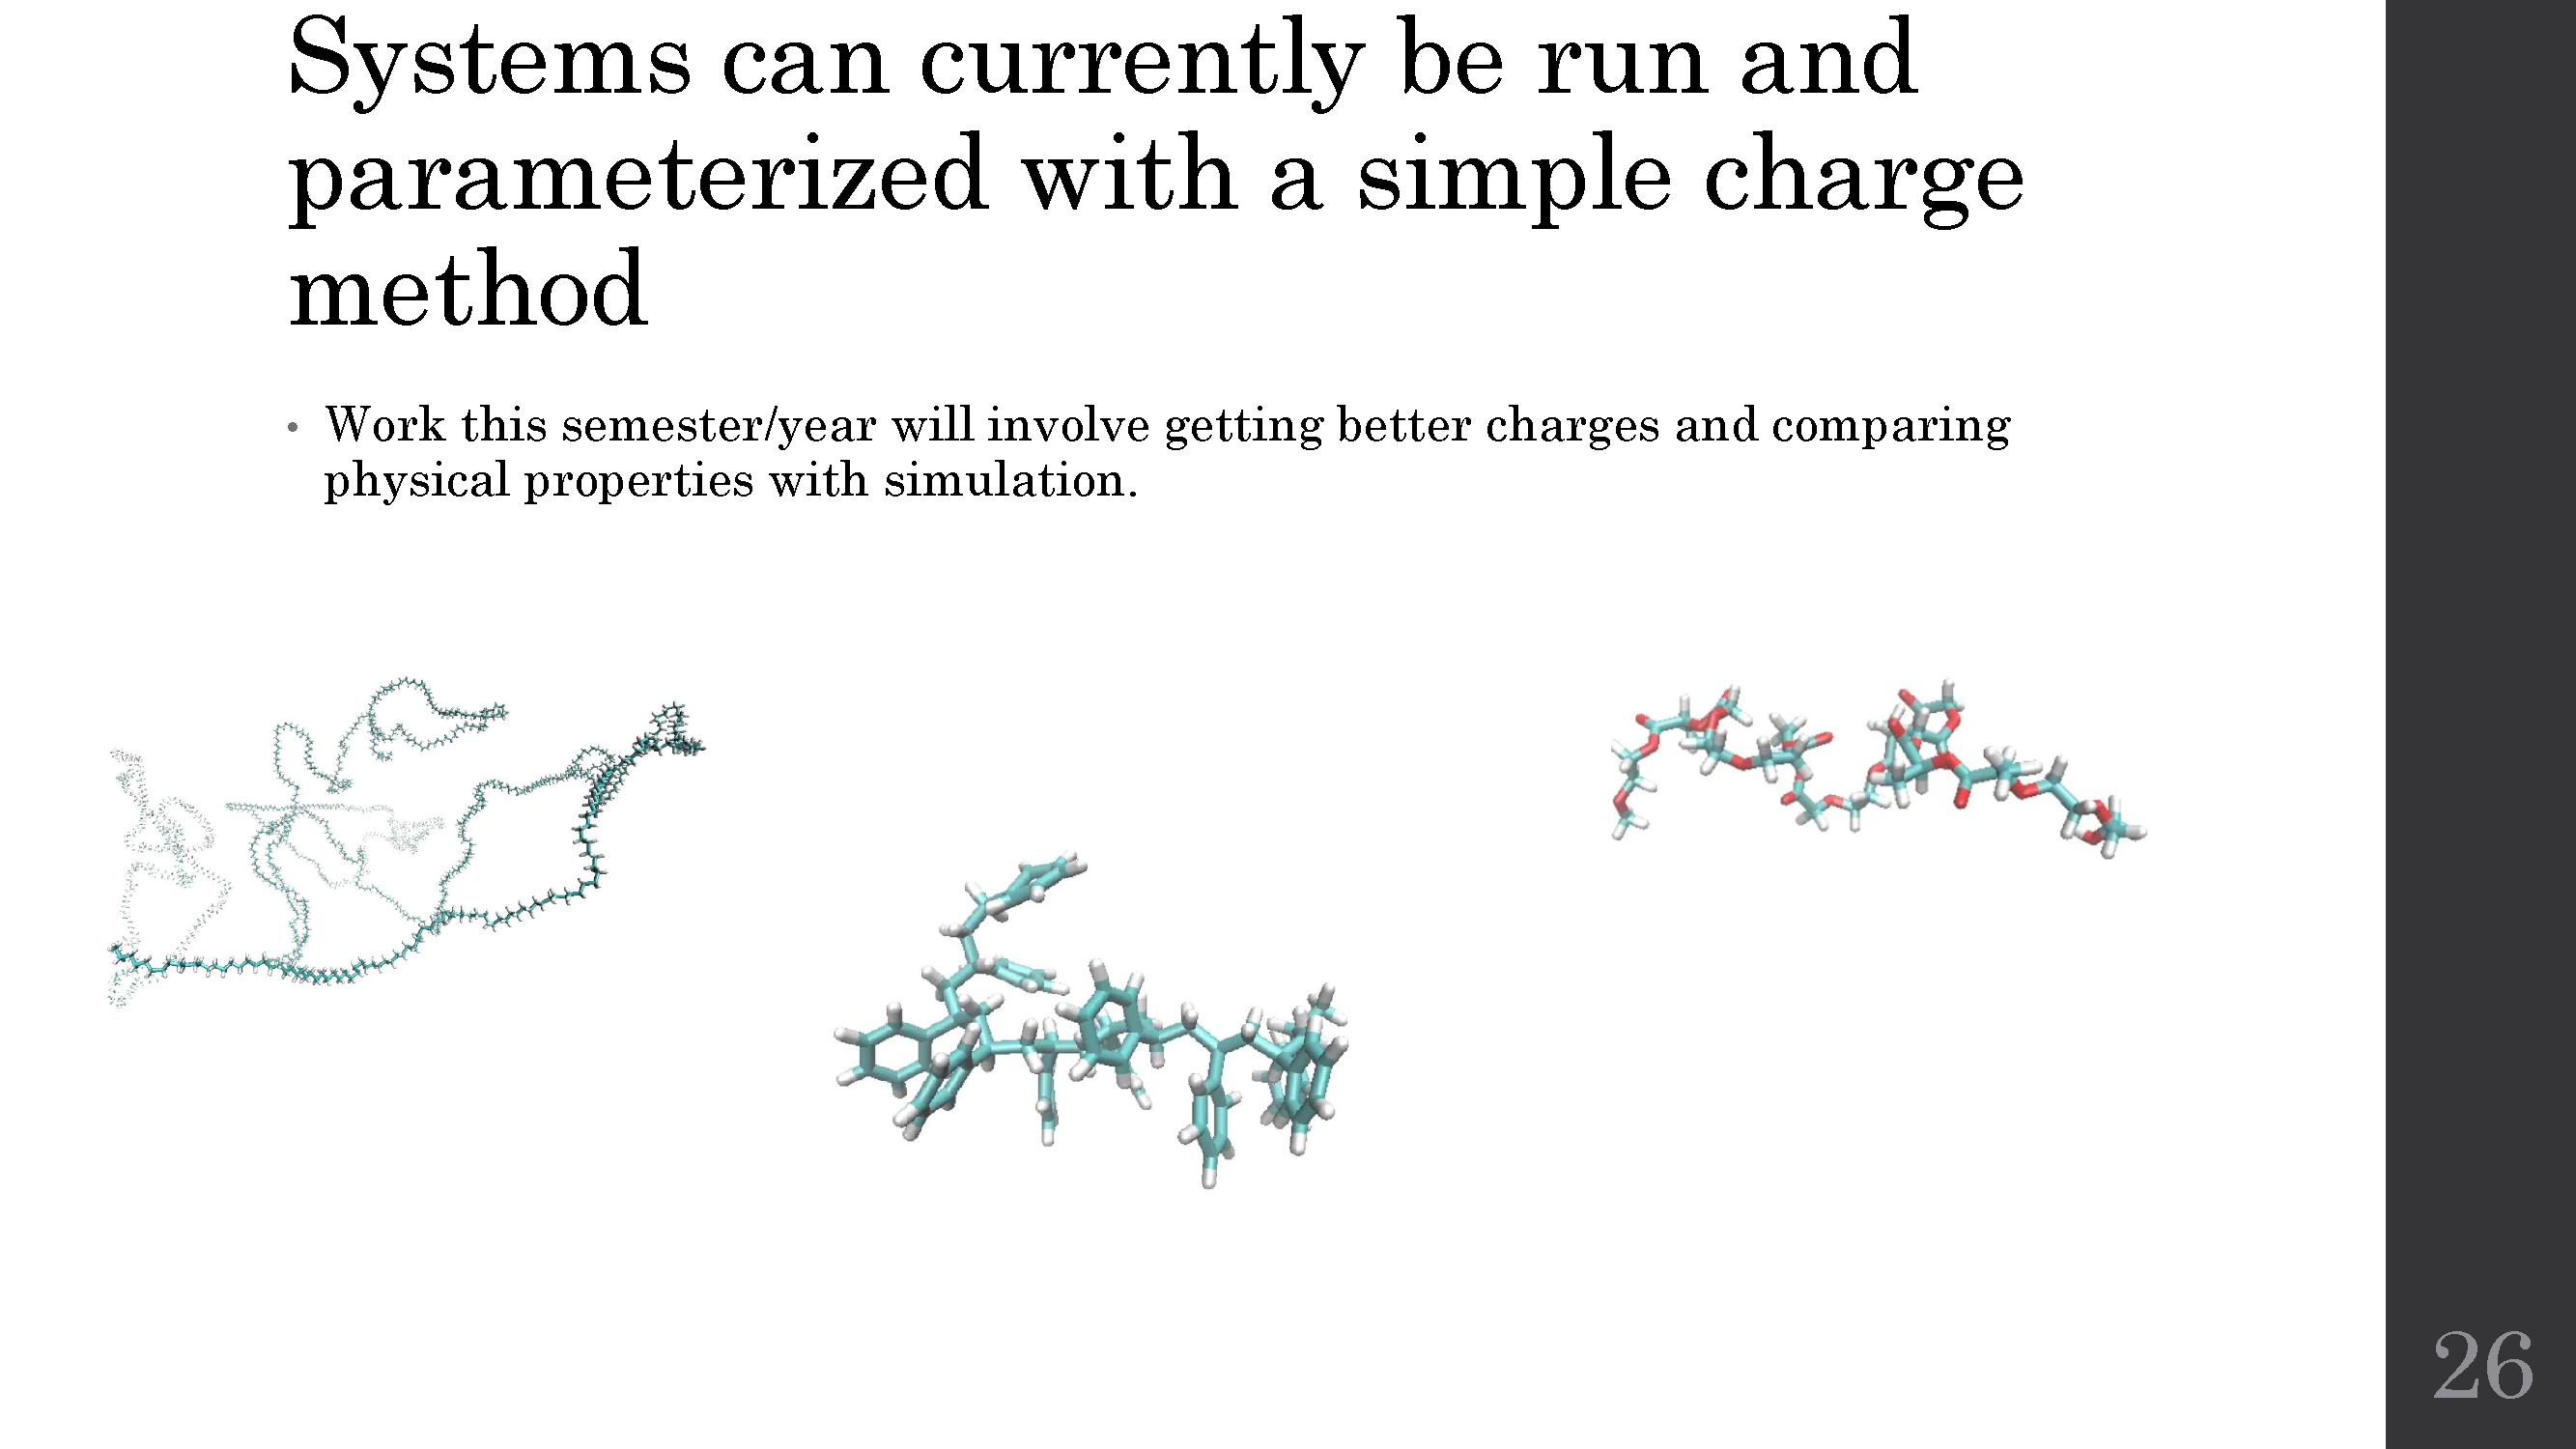 Systems can currently be run and
parameterized with a simple charge
method
• Work this semester/year will involve getting better charges and comparing
physical properties with simulation.
26